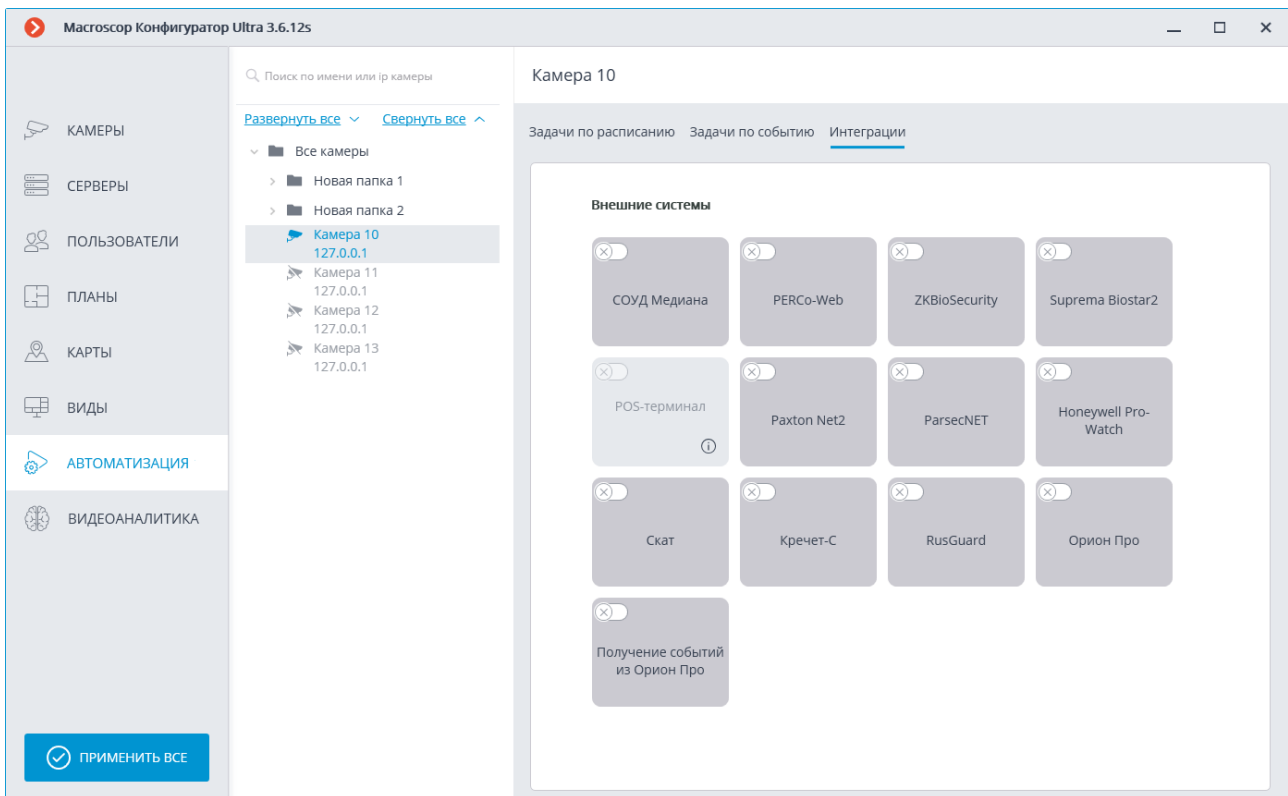 Macroscop Конфигуратор Ultra 3.6.12s
КАМЕРЫ
СЕРВЕРЫ
ПОЛЬЗОВАТЕЛИ
ПЛАНЫ
КАРТЫ
ВИДЫ
АВТОМАТИЗАЦИЯ
ВИДЕОАНАЛИТИКА
ПРИМЕНИТЬ ВСЕ
Поиск по имени или ip камеры
Развернуть все Свернуть все
Все камеры
Новая папка 1
Новая папка 2
Камера 10
127.0.0.1
Камера 11
127.0.0.1
Камера 12
127.0.0.1
Камера 13
127.0.0.1
Камера 10
Задачи по расписанию Задачи по событию Интеграции
Внешние системы
СОУД Медиана
PERCo-Web
ZKBioSecurity
Suprema Biostar2
POS-терминал
Paxton Net2
ParsecNET
Honeywell Pro-
Watch
Скат
Кречет-С
RusGuard
Орион Про
Получение событий
из Орион Про